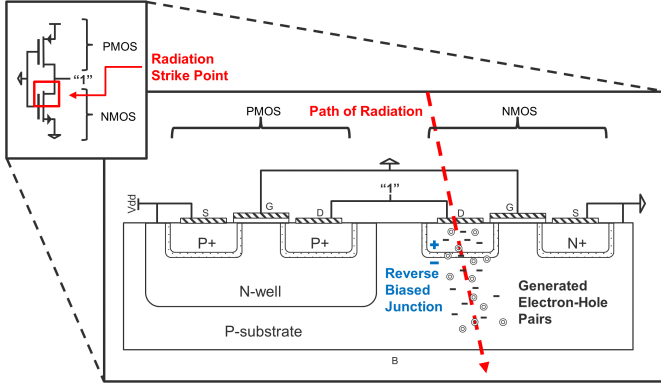 PMOS
Radiation
Strike Point
“1”
NMOS
PMOS
Path of Radiation
NMOS
Vdd
S
G
D
“1”
D
G
S
P+
P+
+
N+
−
Reverse
Biased
Junction
Generated
Electron-Hole
Pairs
N-well
P-substrate
B